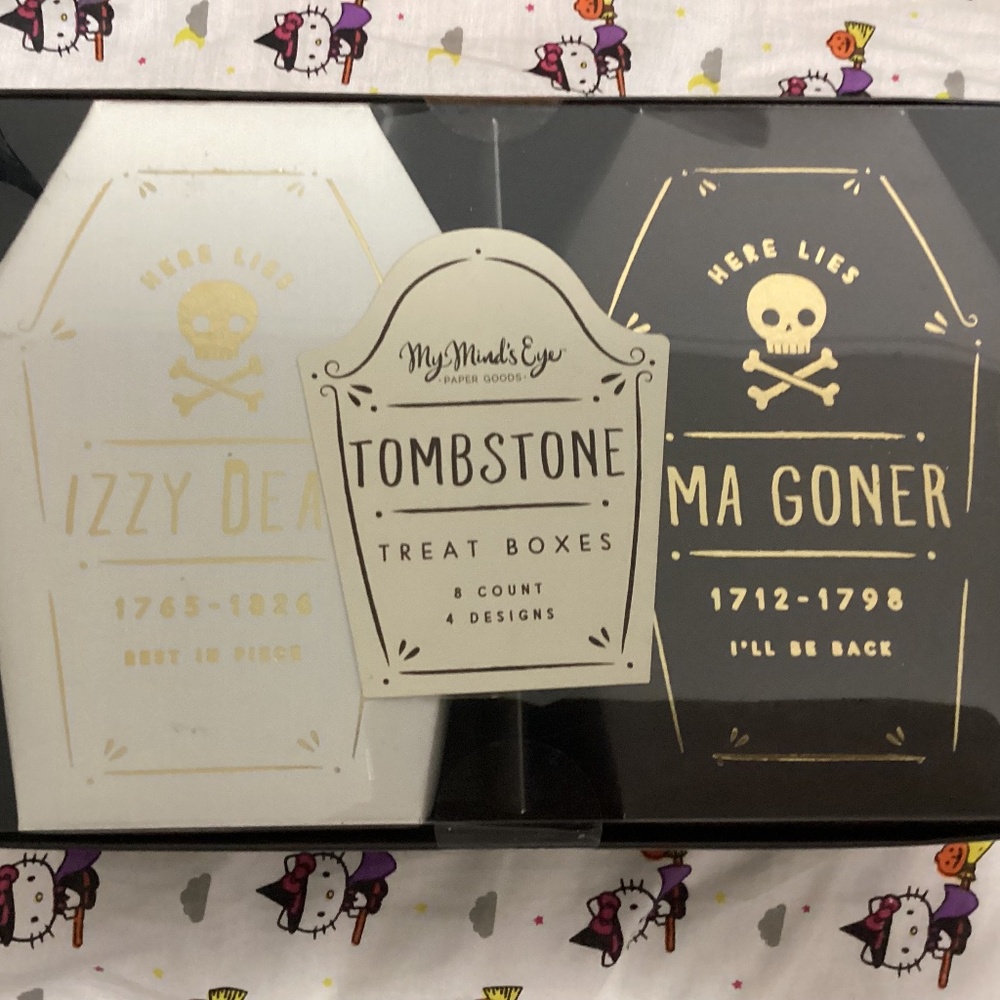 HERE LIES
IZZY DEA
1765-1826
REST IN PIECE
My Mind's Eye
·PAPER GOODS·
TOMBSTONE
TREAT BOXES
8 COUNT
4 DESIGNS
HERE LIES
MA GONER
1712-1798
I'LL BE BACK